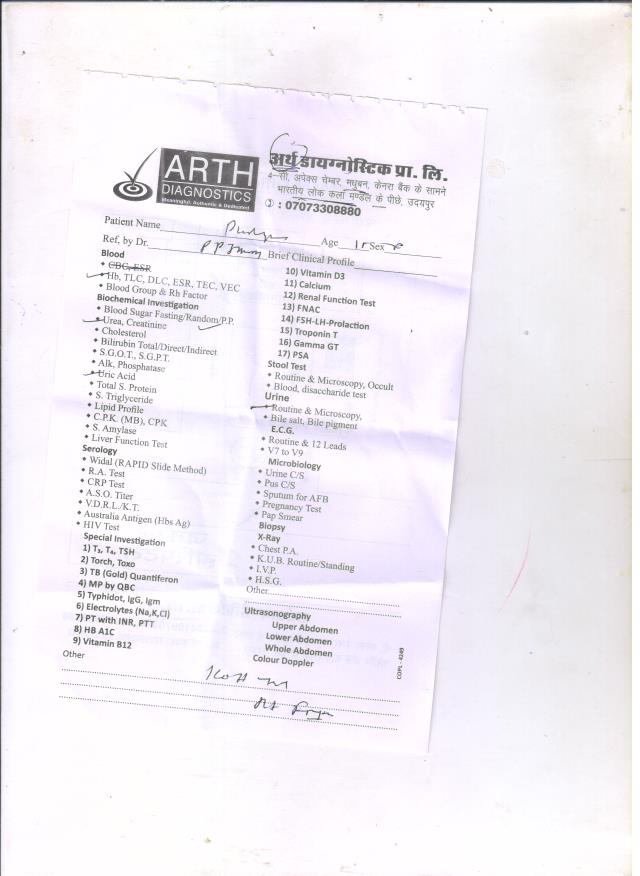 ARTH
DIAGNOSTICS
Meaningful, Authentic & Dedicated
अर्थ डायग्नोस्टिक प्रा. लि.
4-सी, अपेक्स चेम्बर, मधुबन, केनरा बैंक के सामने
भारतीय लोक कला मण्डल के पीछे, उदयपुर
: 07073308880
Patient Name Age Sex
Ref, by Dr. Brief Clinical Profile
Blood
CBC, ESR
Hb, TLC, DLC, ESR, TEC, VEC
Blood Group & Rh Factor
Biochemical Investigation
Blood Sugar Fasting/Random/P.P.
Urea, Creatinine
Cholesterol
Bilirubin Total/Direct/Indirect
S.G.O.T., S.G.P.T.
Alk, Phosphatase
Uric Acid
Total S. Protein
S. Triglyceride
Lipid Profile
C.P.K. (MB), CPK
S. Amylase
Liver Function Test
Serology
Widal (RAPID Slide Method)
R.A. Test
CRP Test
A.S.O. Titer
V.D.R.L./K.T.
Australia Antigen (Hbs Ag)
HIV Test
Special Investigation
1) T₃, T₄, TSH
2) Torch, Toxo
3) TB (Gold) Quantiferon
4) MP by QBC
5) Typhidot, IgG, Igm
6) Electrolytes (Na,K,Cl)
7) PT with INR, PTT
8) HB A1C
9) Vitamin B12
Other
10) Vitamin D3
11) Calcium
12) Renal Function Test
13) FNAC
14) FSH-LH-Prolaction
15) Troponin T
16) Gamma GT
17) PSA
Stool Test
Routine & Microscopy, Occult
Blood, disaccharide test
Urine
Routine & Microscopy,
Bile salt, Bile pigment
E.C.G.
Routine & 12 Leads
V7 to V9
Microbiology
Urine C/S
Pus C/S
Sputum for AFB
Pregnancy Test
Pap Smear
Biopsy
X-Ray
Chest P.A.
K.U.B. Routine/Standing
I.V.P.
H.S.G.
Other
Ultrasonography
Upper Abdomen
Lower Abdomen
Whole Abdomen
Colour Doppler
COPL - 4249